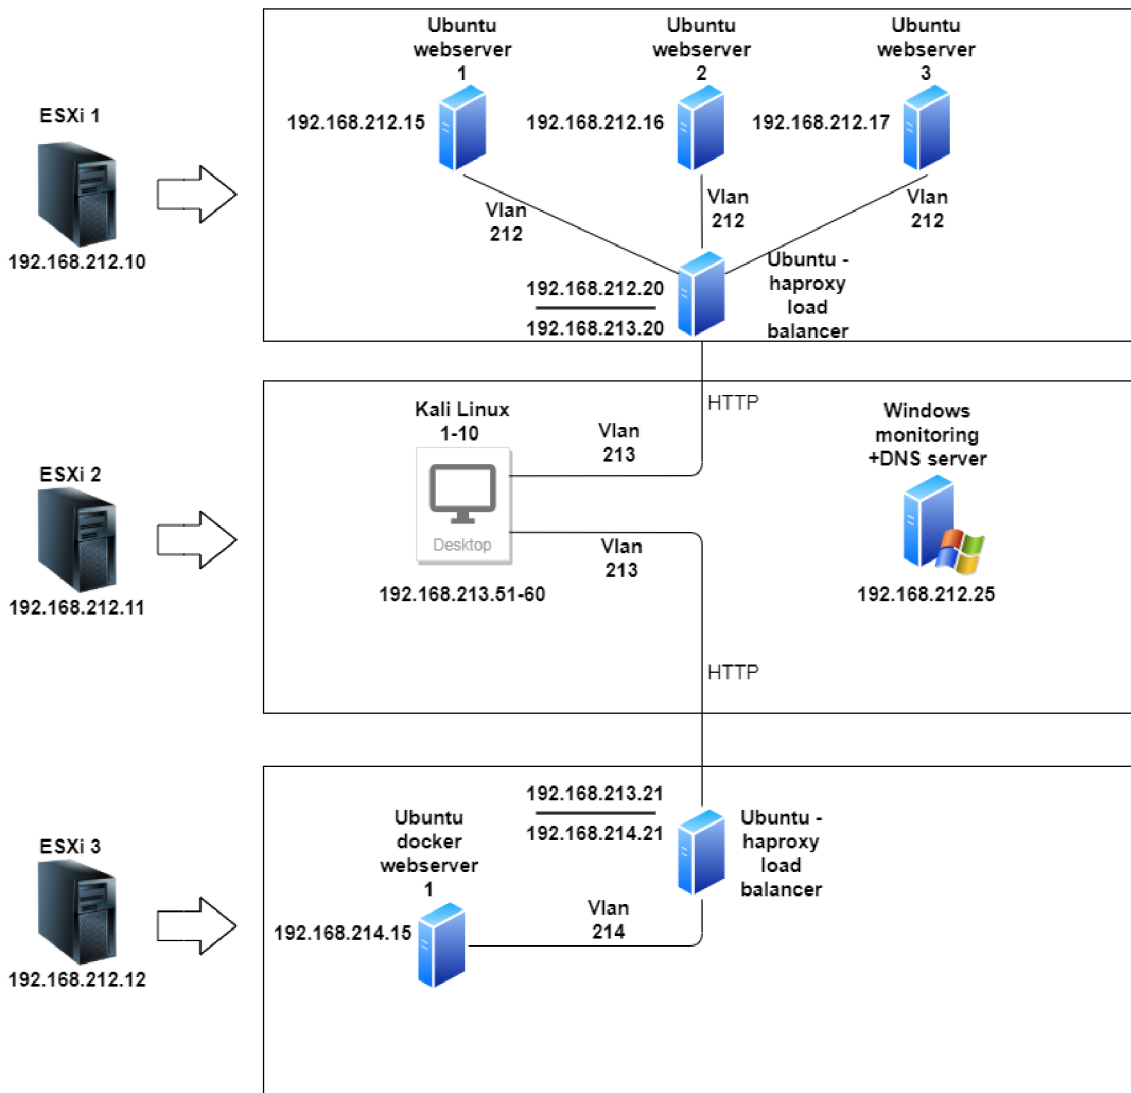 Ubuntu
webserver
1
Ubuntu
webserver
2
Ubuntu
webserver
3
ESXi 1
192.168.212.15
192.168.212.16
192.168.212.17
192.168.212.10
Vlan
212
Vlan
212
Vlan
212
192.168.212.20
192.168.213.20
Ubuntu -
haproxy
load
balancer
HTTP
Kali Linux
1-10
Vlan
213
Windows
monitoring
+DNS server
ESXi 2
Desktop
Vlan
213
192.168.213.51-60
192.168.212.25
192.168.212.11
HTTP
192.168.213.21
192.168.214.21
Ubuntu -
haproxy
load
balancer
Ubuntu
docker
webserver
1
ESXi 3
192.168.214.15
Vlan
214
192.168.212.12